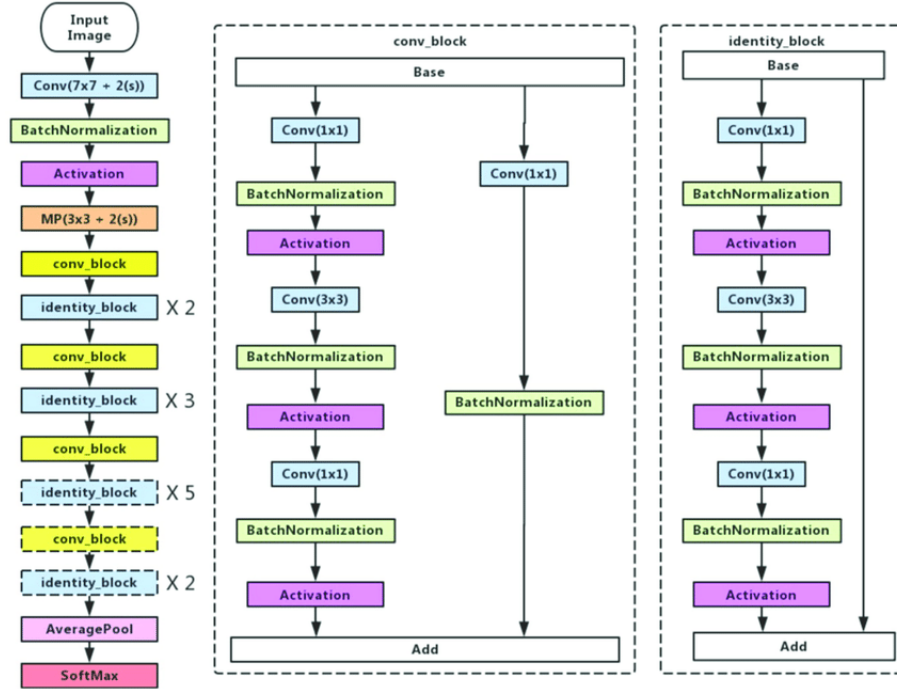 Input
Image
Conv(7x7 + 2(s))
BatchNormalization
Activation
MP(3x3 + 2(s))
conv_block
identity_block X 2
conv_block
identity_block X 3
conv_block
identity_block X 5
conv_block
identity_block X 2
AveragePool
SoftMax
conv_block
Base
Conv(1x1)
BatchNormalization
Activation
Conv(3x3)
BatchNormalization
Activation
Conv(1x1)
BatchNormalization
Activation
Conv(1x1)
BatchNormalization
Add
identity_block
Base
Conv(1x1)
BatchNormalization
Activation
Conv(3x3)
BatchNormalization
Activation
Conv(1x1)
BatchNormalization
Activation
Add